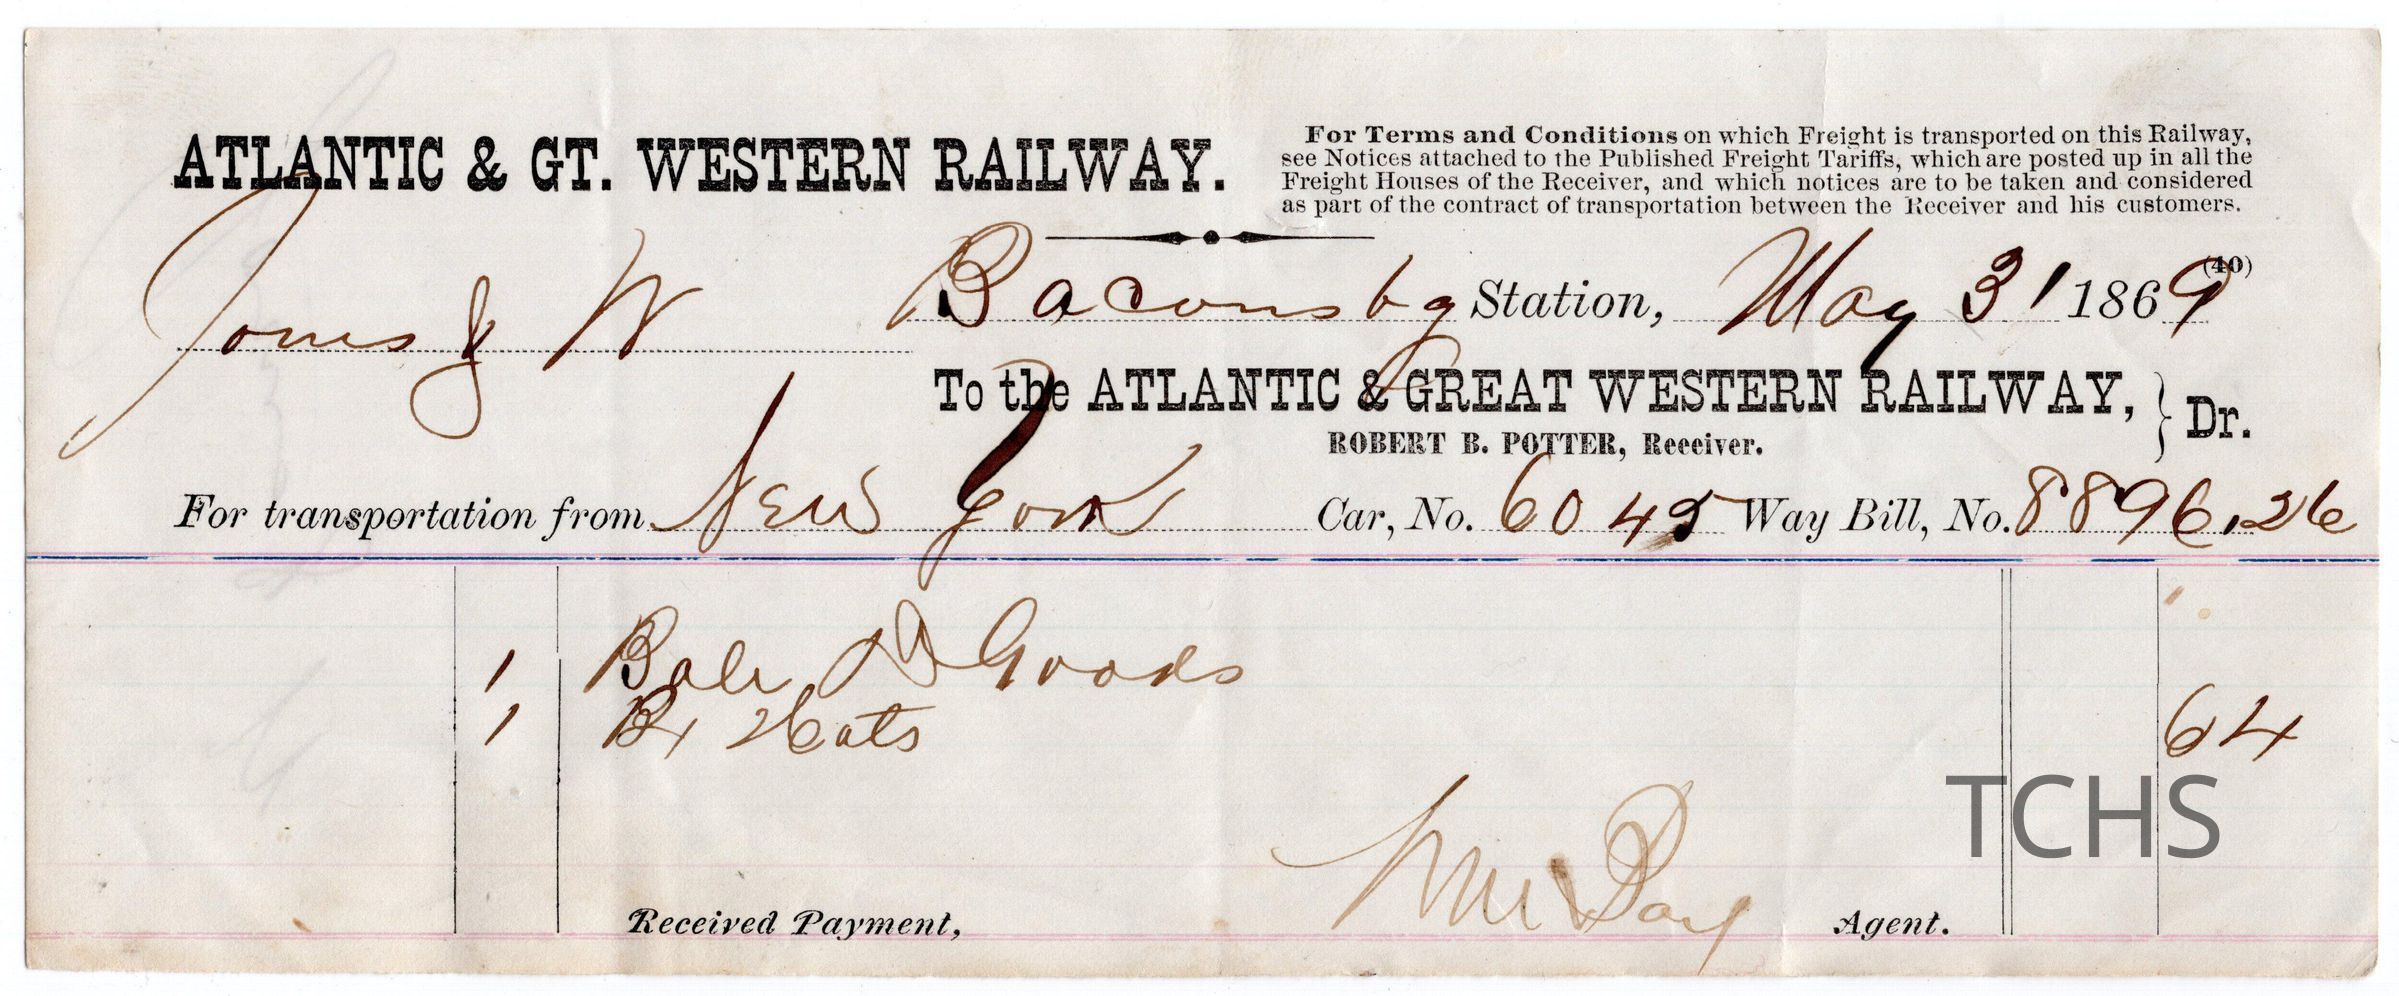 ATLANTIC & GT. WESTERN RAILWAY.
For Terms and Conditions on which Freight is transported on this Railway,
see Notices attached to the Published Freight Tariffs, which are posted up in all the
Freight Houses of the Receiver, and which notices are to be taken and considered
as part of the contract of transportation between the Receiver and his customers.
(40)
Baconsbg Station, May 31 1869
Jones & W
To the ATLANTIC & GREAT WESTERN RAILWAY, } Dr.
ROBERT B. POTTER, Receiver.
For transportation from New York Car, No. 6045 Way Bill, No. 8896.26
1 Bale D Goods
1 Bx Hats 64
TCHS
Received Payment, Day Agent.